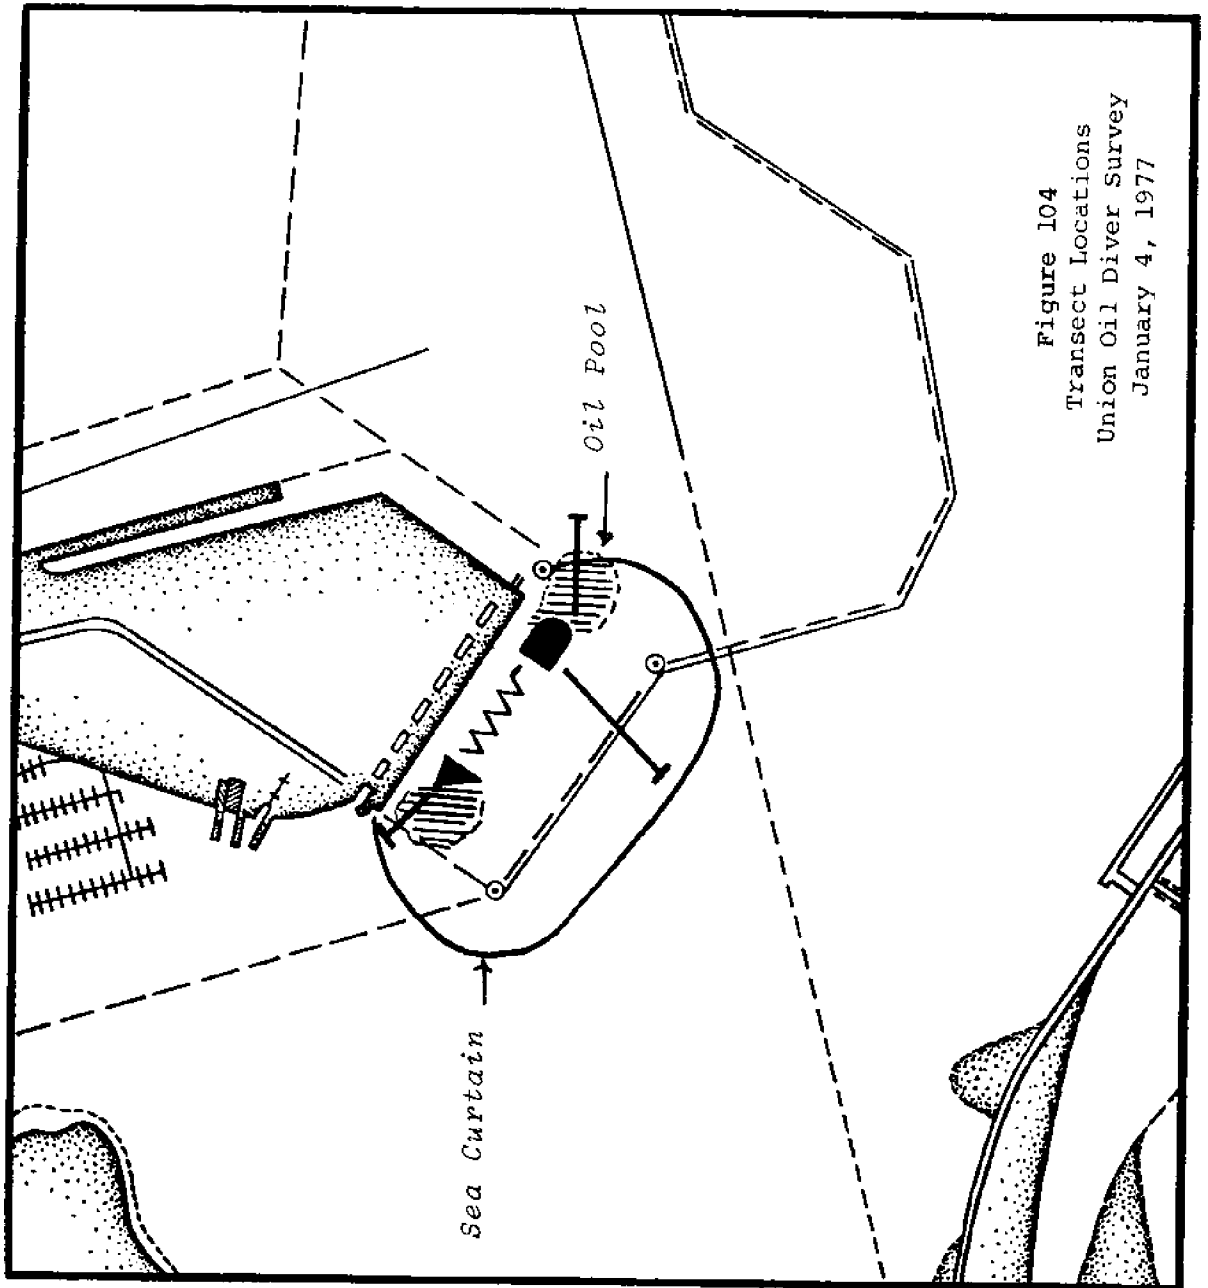 Figure 104
Transect Locations
Union Oil Diver Survey
January 4, 1977
Oil Pool
Sea Curtain